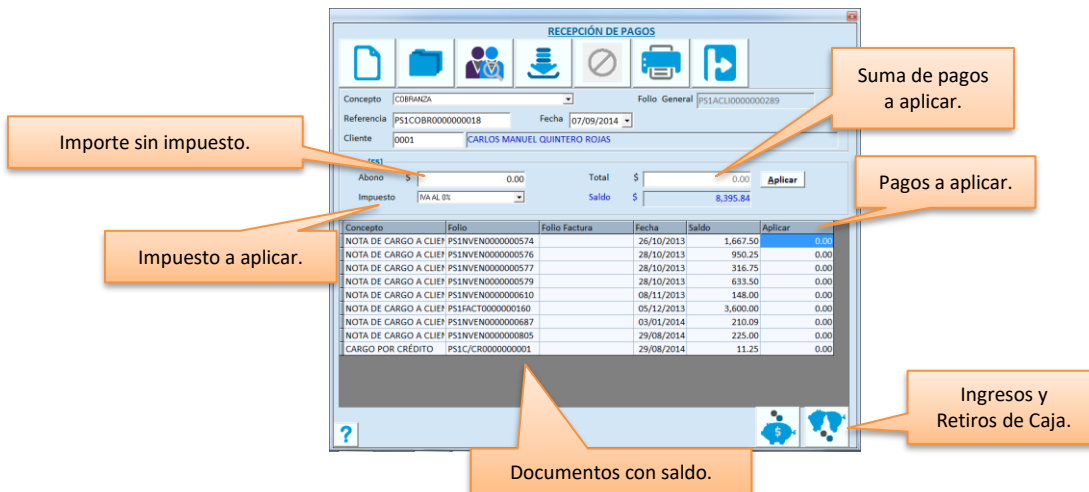 RECEPCIÓN DE PAGOS
Suma de pagos
a aplicar.
Concepto COBRANZA Folio General PS1ACLI0000000289
Referencia PS1COBR0000000018 Fecha 07/09/2014
Importe sin impuesto.
Cliente 0001 CARLOS MANUEL QUINTERO ROJAS
Abono $ 0.00 Total $ 0.00 Aplicar
Pagos a aplicar.
Impuesto IVA AL 0% Saldo $ 8,395.84
Impuesto a aplicar.
Concepto Folio Folio Factura Fecha Saldo Aplicar
NOTA DE CARGO A CLIEN PS1NVEN0000000574 26/10/2013 1,667.50 0.00
NOTA DE CARGO A CLIEN PS1NVEN0000000576 28/10/2013 950.25 0.00
NOTA DE CARGO A CLIEN PS1NVEN0000000577 28/10/2013 316.75 0.00
NOTA DE CARGO A CLIEN PS1NVEN0000000579 28/10/2013 633.50 0.00
NOTA DE CARGO A CLIEN PS1NVEN0000000610 08/11/2013 148.00 0.00
NOTA DE CARGO A CLIEN PS1FACT0000000160 05/12/2013 3,600.00 0.00
NOTA DE CARGO A CLIEN PS1NVEN0000000687 03/01/2014 210.09 0.00
NOTA DE CARGO A CLIEN PS1NVEN0000000805 29/08/2014 225.00 0.00
CARGO POR CRÉDITO PS1C/CR0000000001 29/08/2014 11.25 0.00
Ingresos y
Retiros de Caja.
?
$
Documentos con saldo.